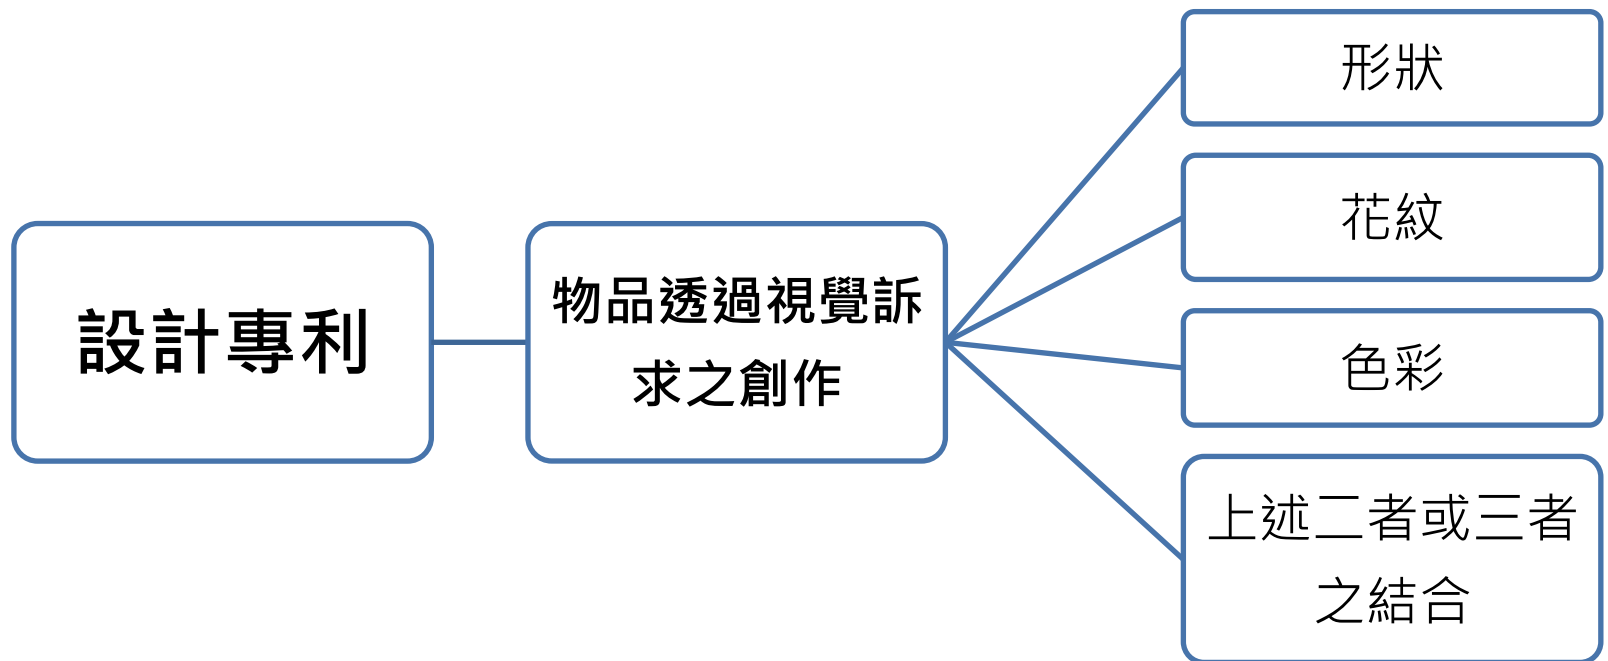 設計專利
物品透過視覺訴
求之創作
形狀
花紋
色彩
上述二者或三者
之結合